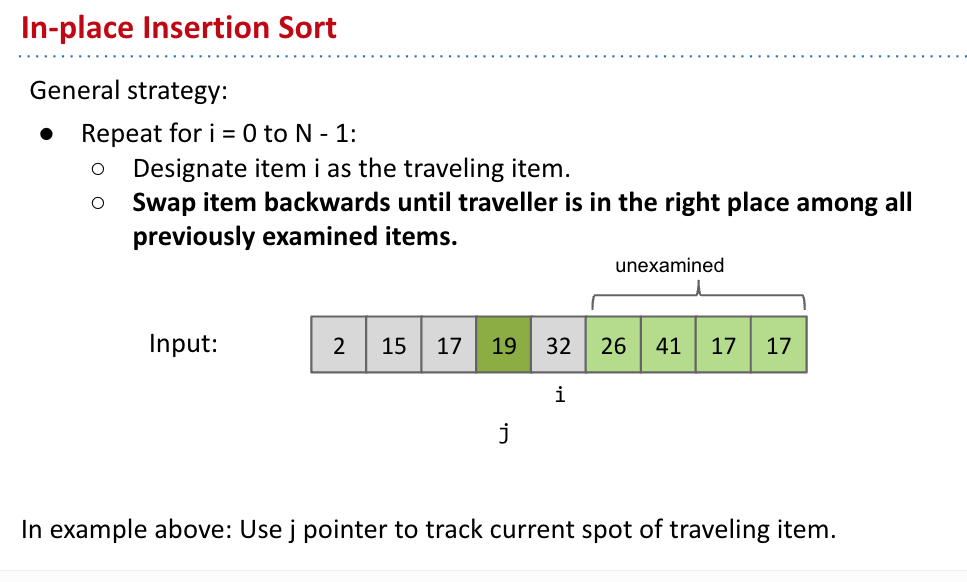 In-place Insertion Sort
General strategy:
● Repeat for i = 0 to N - 1:
○ Designate item i as the traveling item.
○ Swap item backwards until traveller is in the right place among all
previously examined items.
unexamined
Input: 2 15 17 19 32 26 41 17 17
i
j
In example above: Use j pointer to track current spot of traveling item.